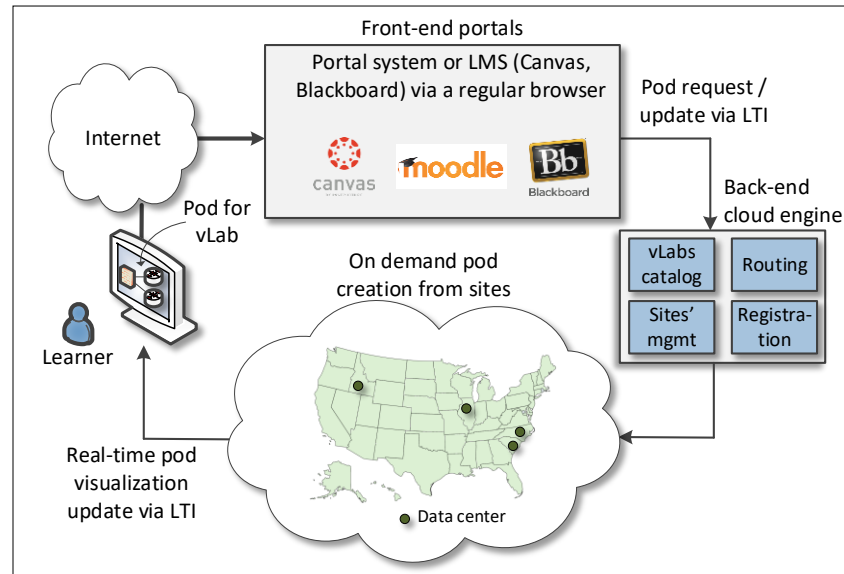 Front-end portals
Portal system or LMS (Canvas,
Blackboard) via a regular browser
canvas
moodle
Bb
Blackboard
Internet
Pod request /
update via LTI
Back-end
cloud engine
vLabs
catalog
Routing
Sites'
mgmt
Registra-
tion
Pod for
vLab
Learner
On demand pod
creation from sites
Data center
Real-time pod
visualization
update via LTI